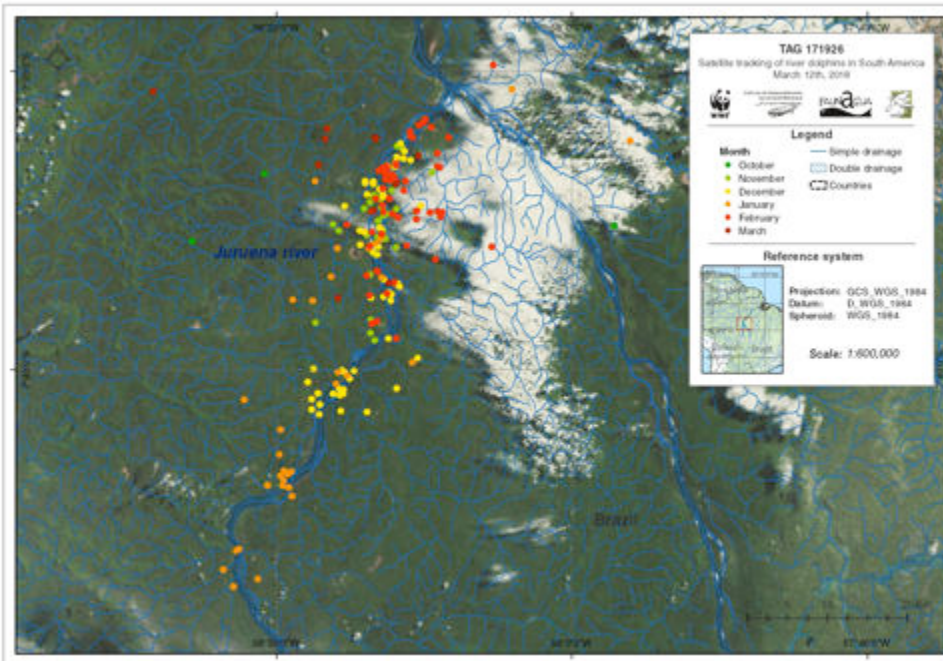 TAG 171926
Satellite tracking of river dolphins in South America
March 12th, 2018
WWF
Legend
Month
October
November
December
January
February
March
Simple drainage
Double drainage
Countries
Reference system
Projection: GCS_WGS_1984
Datum: D_WGS_1984
Spheroid: WGS_1984
Scale: 1:600,000
Juruena river
Brazil